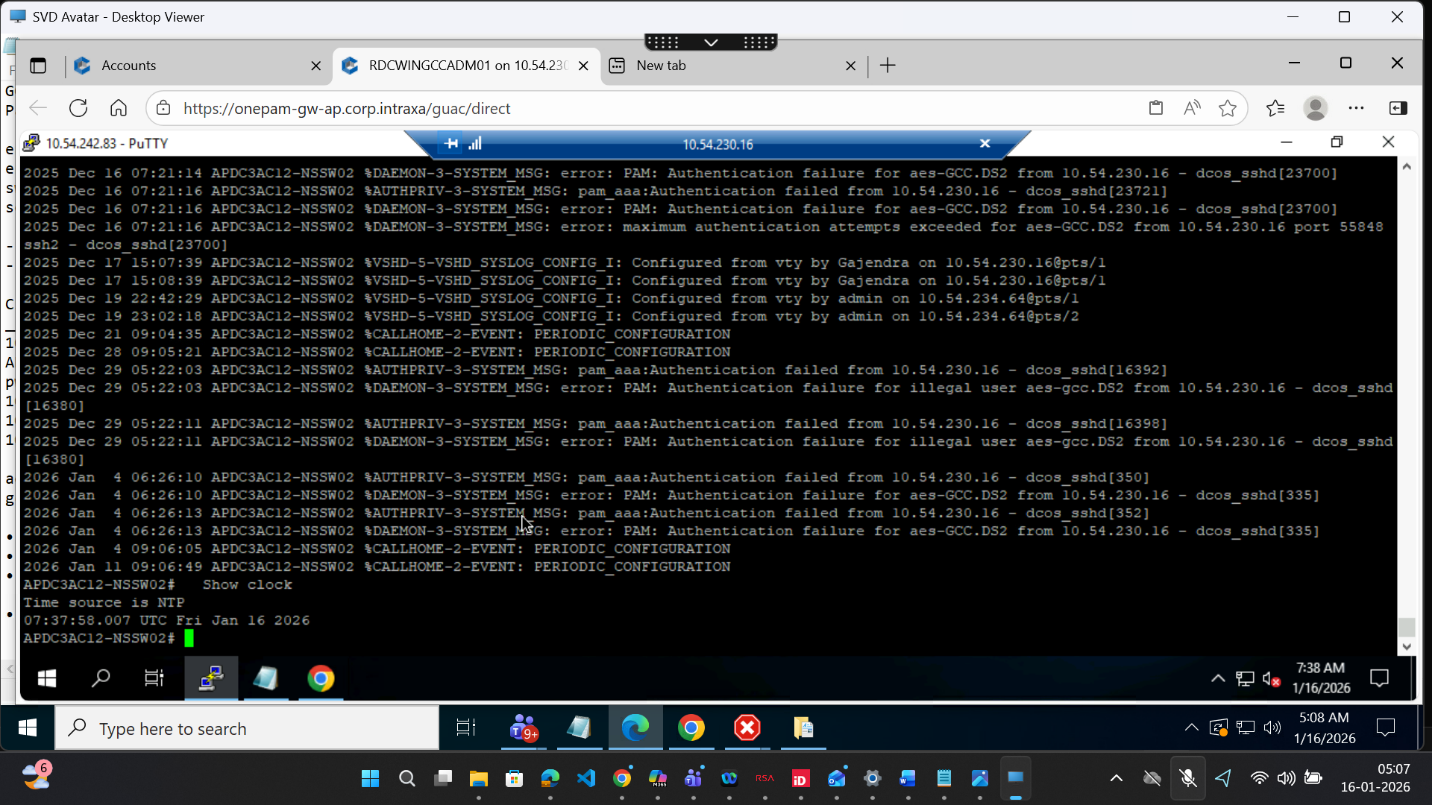 SVD Avatar - Desktop Viewer
Accounts
RDCWINGCCADM01 on 10.54.230
New tab
https://onepam-gw-ap.corp.intraxa/guac/direct
10.54.242.83 - PuTTY
10.54.230.16
2025 Dec 16 07:21:14 APDC3AC12-NSSW02 %DAEMON-3-SYSTEM_MSG: error: PAM: Authentication failure for aes-GCC.DS2 from 10.54.230.16 - dcos_sshd[23700]
2025 Dec 16 07:21:16 APDC3AC12-NSSW02 %AUTHPRIV-3-SYSTEM_MSG: pam_aaa:Authentication failed from 10.54.230.16 - dcos_sshd[23721]
2025 Dec 16 07:21:16 APDC3AC12-NSSW02 %DAEMON-3-SYSTEM_MSG: error: PAM: Authentication failure for aes-GCC.DS2 from 10.54.230.16 - dcos_sshd[23700]
2025 Dec 16 07:21:16 APDC3AC12-NSSW02 %DAEMON-3-SYSTEM_MSG: error: maximum authentication attempts exceeded for aes-GCC.DS2 from 10.54.230.16 port 55848
ssh2 - dcos_sshd[23700]
2025 Dec 17 15:07:39 APDC3AC12-NSSW02 %VSHD-5-VSHD_SYSLOG_CONFIG_I: Configured from vty by Gajendra on 10.54.230.16@pts/1
2025 Dec 17 15:08:39 APDC3AC12-NSSW02 %VSHD-5-VSHD_SYSLOG_CONFIG_I: Configured from vty by Gajendra on 10.54.230.16@pts/1
2025 Dec 19 22:42:29 APDC3AC12-NSSW02 %VSHD-5-VSHD_SYSLOG_CONFIG_I: Configured from vty by admin on 10.54.234.64@pts/1
2025 Dec 19 23:02:18 APDC3AC12-NSSW02 %VSHD-5-VSHD_SYSLOG_CONFIG_I: Configured from vty by admin on 10.54.234.64@pts/2
2025 Dec 21 09:04:35 APDC3AC12-NSSW02 %CALLHOME-2-EVENT: PERIODIC_CONFIGURATION
2025 Dec 28 09:05:21 APDC3AC12-NSSW02 %CALLHOME-2-EVENT: PERIODIC_CONFIGURATION
2025 Dec 29 05:22:03 APDC3AC12-NSSW02 %AUTHPRIV-3-SYSTEM_MSG: pam_aaa:Authentication failed from 10.54.230.16 - dcos_sshd[16392]
2025 Dec 29 05:22:03 APDC3AC12-NSSW02 %DAEMON-3-SYSTEM_MSG: error: PAM: Authentication failure for illegal user aes-gcc.DS2 from 10.54.230.16 - dcos_sshd
[16380]
2025 Dec 29 05:22:11 APDC3AC12-NSSW02 %AUTHPRIV-3-SYSTEM_MSG: pam_aaa:Authentication failed from 10.54.230.16 - dcos_sshd[16398]
2025 Dec 29 05:22:11 APDC3AC12-NSSW02 %DAEMON-3-SYSTEM_MSG: error: PAM: Authentication failure for illegal user aes-gcc.DS2 from 10.54.230.16 - dcos_sshd
[16380]
2026 Jan  4 06:26:10 APDC3AC12-NSSW02 %AUTHPRIV-3-SYSTEM_MSG: pam_aaa:Authentication failed from 10.54.230.16 - dcos_sshd[350]
2026 Jan  4 06:26:10 APDC3AC12-NSSW02 %DAEMON-3-SYSTEM_MSG: error: PAM: Authentication failure for aes-GCC.DS2 from 10.54.230.16 - dcos_sshd[335]
2026 Jan  4 06:26:13 APDC3AC12-NSSW02 %AUTHPRIV-3-SYSTEM_MSG: pam_aaa:Authentication failed from 10.54.230.16 - dcos_sshd[352]
2026 Jan  4 06:26:13 APDC3AC12-NSSW02 %DAEMON-3-SYSTEM_MSG: error: PAM: Authentication failure for aes-GCC.DS2 from 10.54.230.16 - dcos_sshd[335]
2026 Jan  4 09:06:05 APDC3AC12-NSSW02 %CALLHOME-2-EVENT: PERIODIC_CONFIGURATION
2026 Jan 11 09:06:49 APDC3AC12-NSSW02 %CALLHOME-2-EVENT: PERIODIC_CONFIGURATION
APDC3AC12-NSSW02#   Show clock
Time source is NTP
07:37:58.007 UTC Fri Jan 16 2026
APDC3AC12-NSSW02#
7:38 AM
1/16/2026
Type here to search
9+
5:08 AM
1/16/2026
6
RSA
iD
05:07
16-01-2026